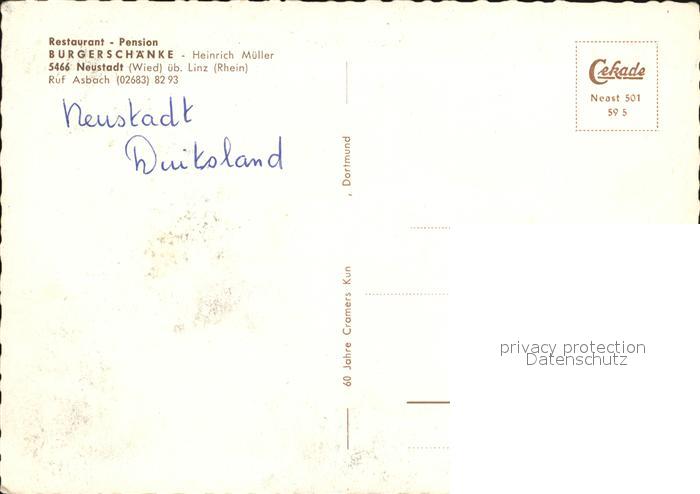 Restaurant - Pension
BÜRGERSCHÄNKE - Heinrich Müller
5466 Neustadt (Wied) üb. Linz (Rhein)
Ruf Asbach (02683) 82 93
Neustadt
Duitsland
Cekade
Neast 501
59 5
60 Jahre Cramers Kun , Dortmund
privacy protection
Datenschutz